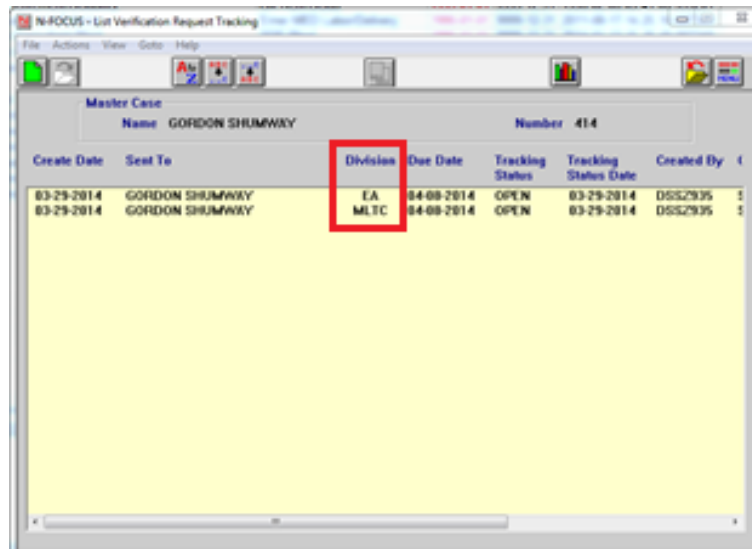 N-FOCUS - List Verification Request Tracking
File Actions View Goto Help
Master Case
Name GORDON SHUMWAY Number 414
Create Date Sent To Division Due Date Tracking Status Tracking Status Date Created By
03-29-2014 GORDON SHUMWAY EA 04-08-2014 OPEN 03-29-2014 DSSZ935
03-29-2014 GORDON SHUMWAY MLTC 04-08-2014 OPEN 03-29-2014 DSSZ935